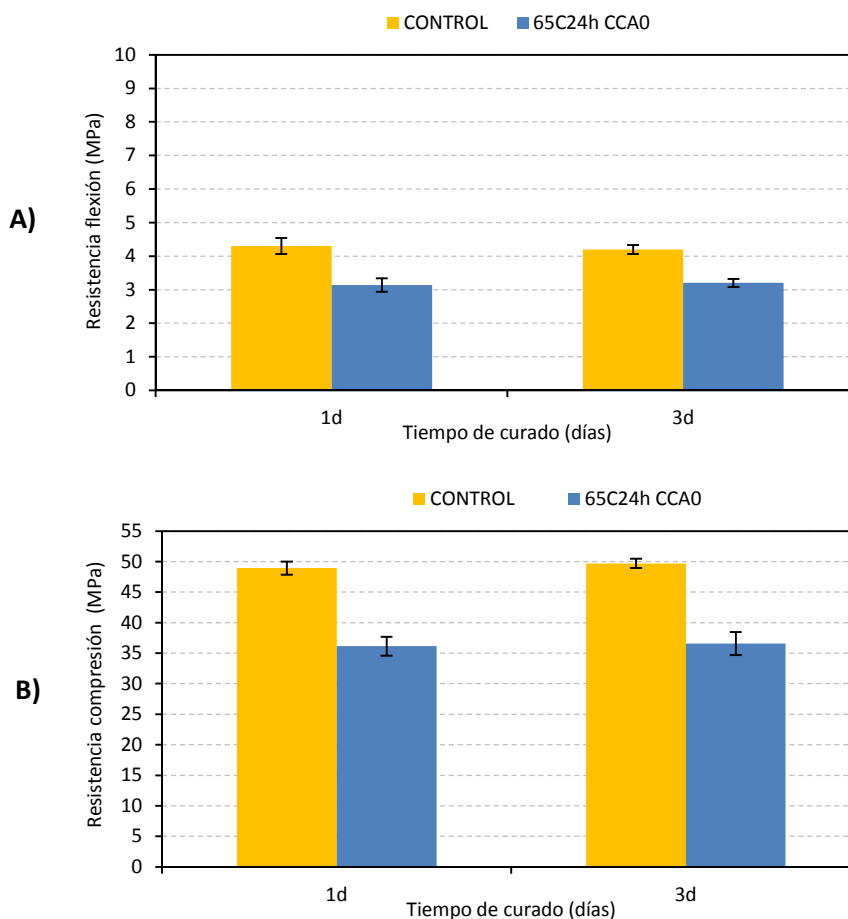 CONTROL 65C24h CCA0
10
9
8
7
6
5
4
3
2
1
0
Resistencia flexión (MPa)
A)
1d 3d
Tiempo de curado (días)
CONTROL 65C24h CCA0
55
50
45
40
35
30
25
20
15
10
5
0
Resistencia compresión (MPa)
B)
1d 3d
Tiempo de curado (días)